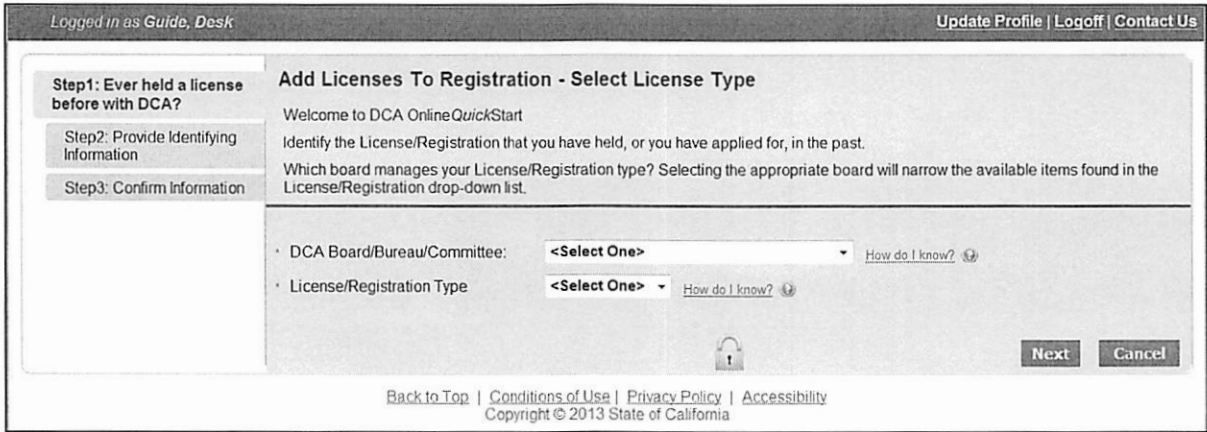 Logged in as Guide, Desk
Update Profile | Logoff | Contact Us
Step1: Ever held a license
before with DCA?
Step2: Provide Identifying
Information
Step3: Confirm Information
Add Licenses To Registration - Select License Type
Welcome to DCA OnlineQuickStart
Identify the License/Registration that you have held, or you have applied for, in the past.
Which board manages your License/Registration type? Selecting the appropriate board will narrow the available items found in the
License/Registration drop-down list.
DCA Board/Bureau/Committee: <Select One> How do I know?
License/Registration Type <Select One> How do I know?
Next Cancel
Back to Top | Conditions of Use | Privacy Policy | Accessibility
Copyright © 2013 State of California